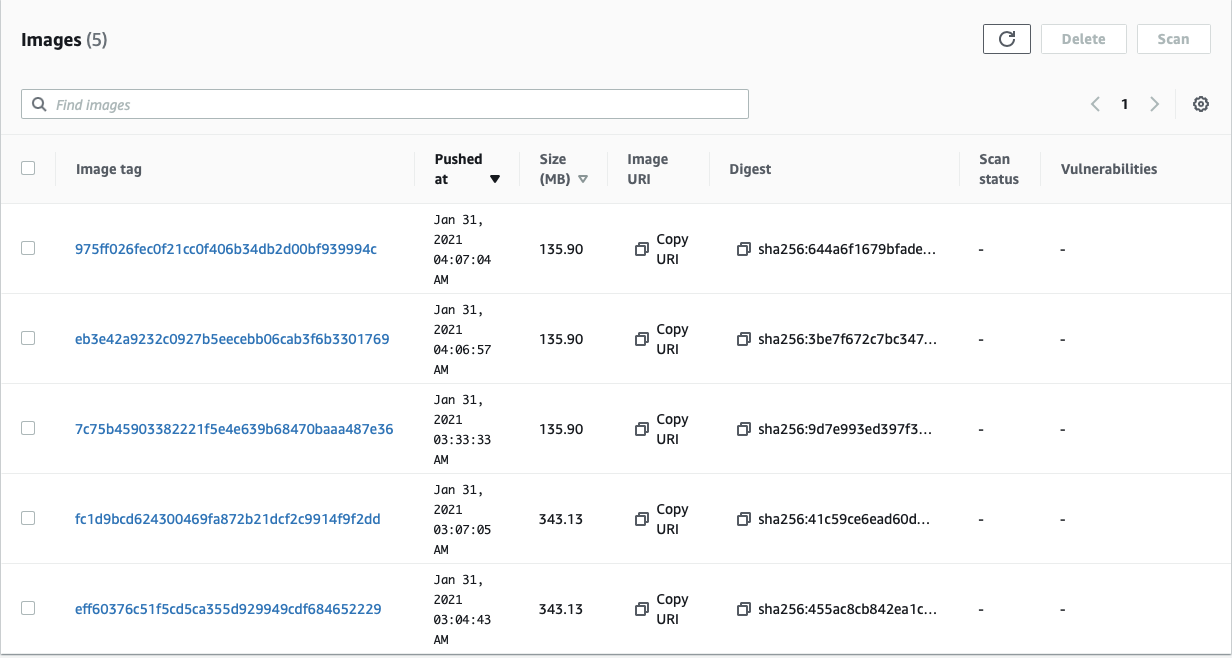 Images (5)
Delete
Scan
Find images
1
Image tag
Pushed at
Size (MB)
Image URI
Digest
Scan status
Vulnerabilities
975ff026fec0f21cc0f406b34db2d00bf939994c
Jan 31, 2021 04:07:04 AM
135.90
Copy URI
sha256:644a6f1679bfade...
-
-
eb3e42a9232c0927b5eecebb06cab3f6b3301769
Jan 31, 2021 04:06:57 AM
135.90
Copy URI
sha256:3be7f672c7bc347...
-
-
7c75b45903382221f5e4e639b68470baaa487e36
Jan 31, 2021 03:33:33 AM
135.90
Copy URI
sha256:9d7e993ed397f3...
-
-
fc1d9bcd624300469fa872b21dcf2c9914f9f2dd
Jan 31, 2021 03:07:05 AM
343.13
Copy URI
sha256:41c59ce6ead60d...
-
-
eff60376c51f5cd5ca355d929949cdf684652229
Jan 31, 2021 03:04:43 AM
343.13
Copy URI
sha256:455ac8cb842ea1c...
-
-